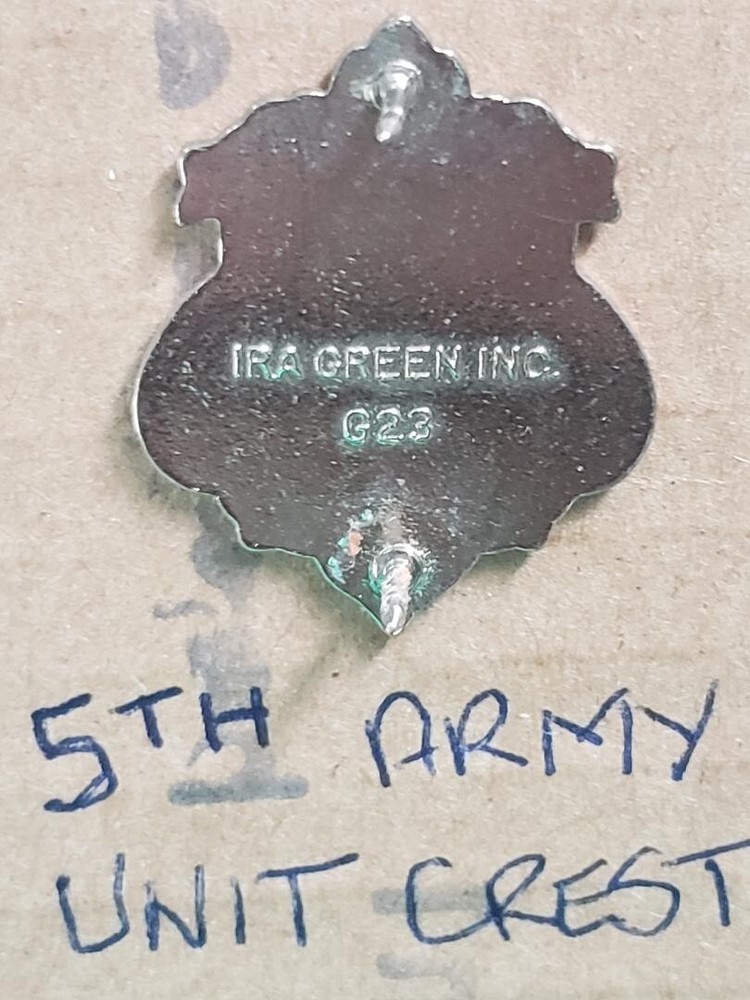 IRA GREEN INC.
G23
5TH ARMY
UNIT CREST